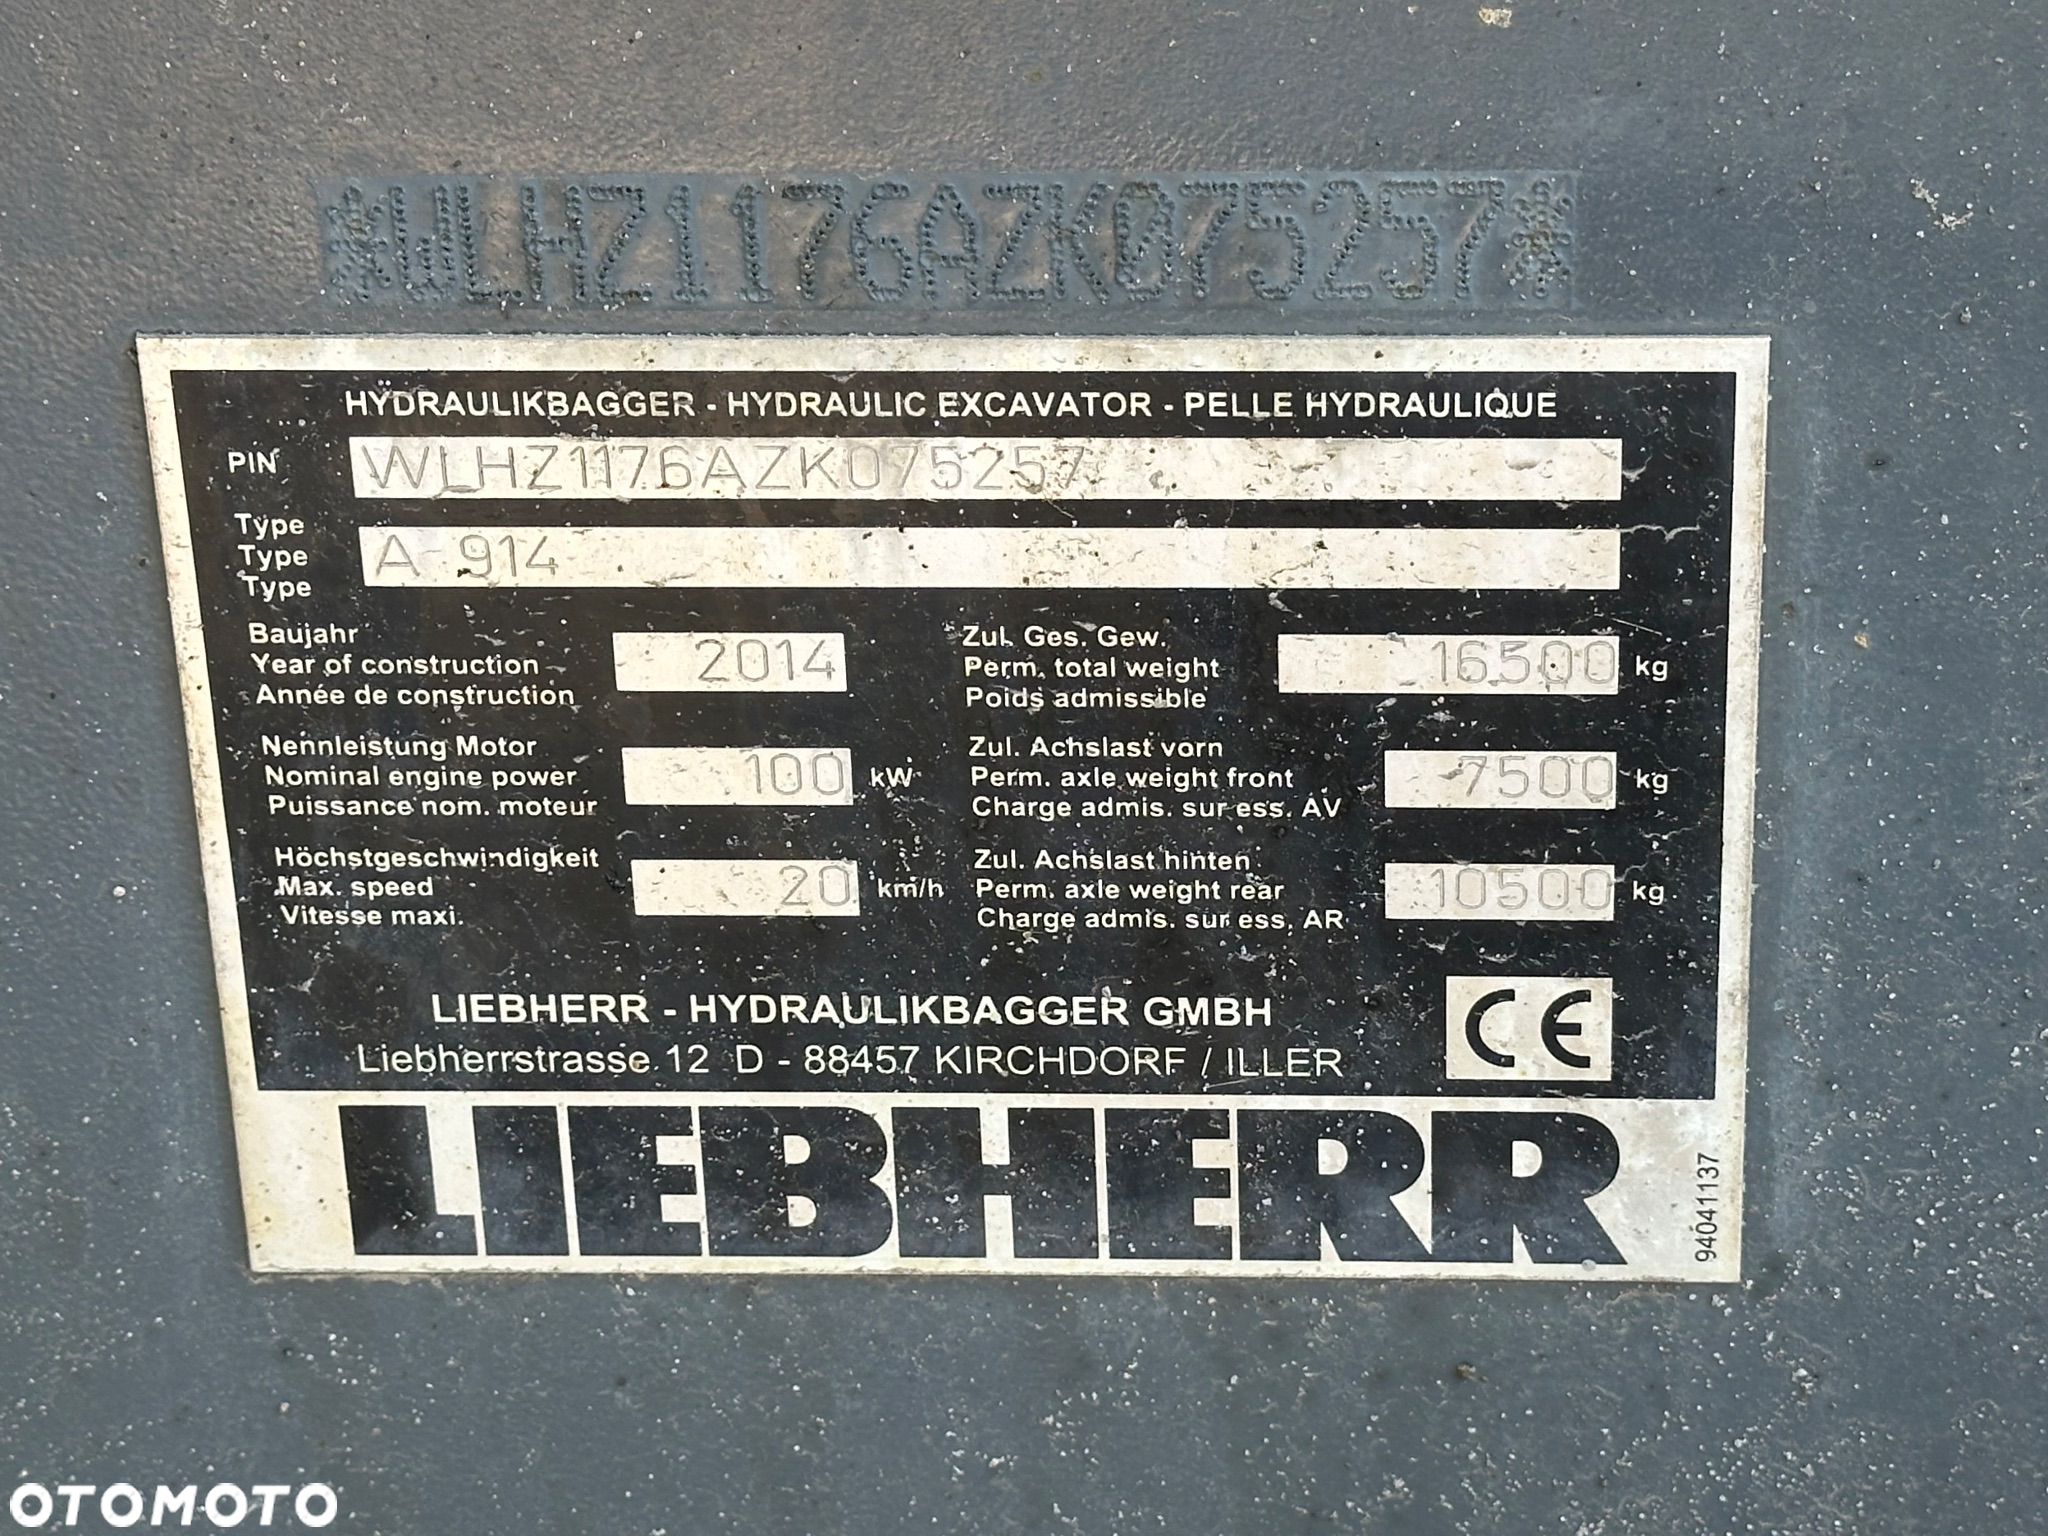 *WLHZ1176AZK075257*
HYDRAULIKBAGGER - HYDRAULIC EXCAVATOR - PELLE HYDRAULIQUE
PIN WLHZ1176AZK075257
Type
Type A 914
Type
Baujahr
Year of construction 2014
Année de construction
Zul. Ges. Gew.
Perm. total weight 16500 kg
Poids admissible
Nennleistung Motor
Nominal engine power 100 kW
Puissance nom. moteur
Zul. Achslast vorn
Perm. axle weight front 7500 kg
Charge admis. sur ess. AV
Höchstgeschwindigkeit
Max. speed 20 km/h
Vitesse maxi.
Zul. Achslast hinten
Perm. axle weight rear 10500 kg
Charge admis. sur ess. AR
LIEBHERR - HYDRAULIKBAGGER GMBH
Liebherrstrasse 12 D - 88457 KIRCHDORF / ILLER
CE
LIEBHERR
94041137
OTOMOTO